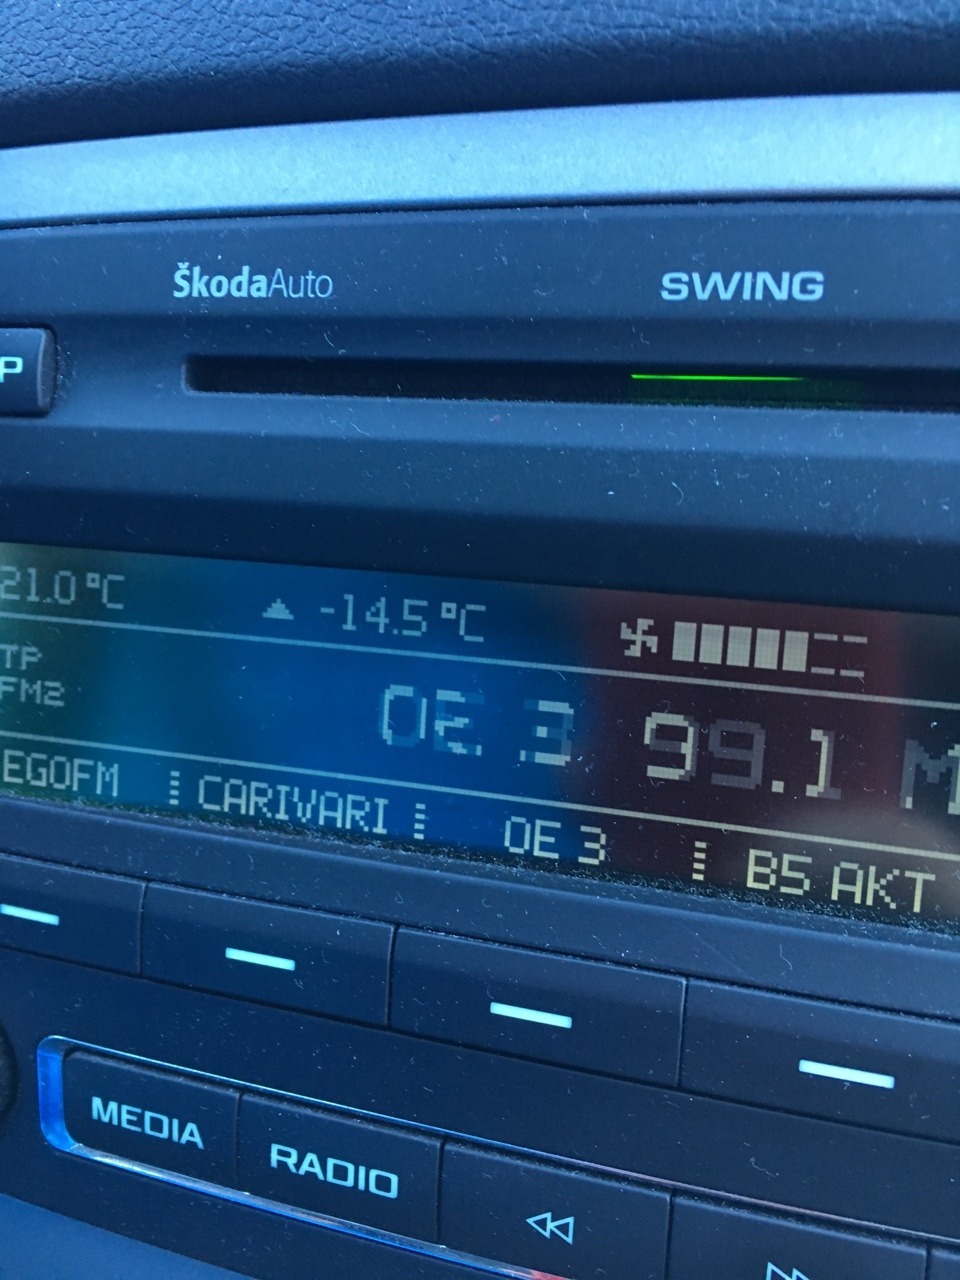 ŠkodaAuto SWING
P
21.0 °C -14.5 °C
TP
FM2
OE 3 99.1 M
EGOFM CARIVARI OE 3 B5 AKT
MEDIA RADIO